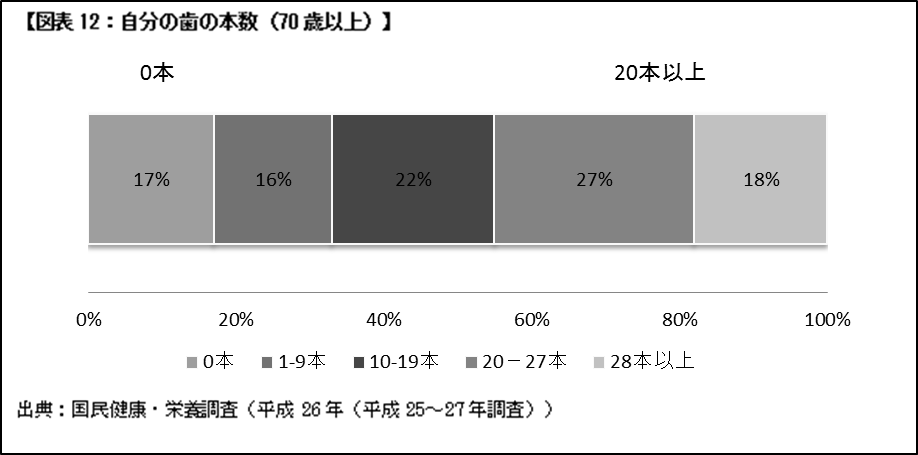 【図表 12：自分の歯の本数（70 歳以上）】
0本 20本以上
17% 16% 22% 27% 18%
0% 20% 40% 60% 80% 100%
0本 1-9本 10-19本 20－27本 28本以上
出典：国民健康・栄養調査（平成 26 年（平成 25～27 年調査））